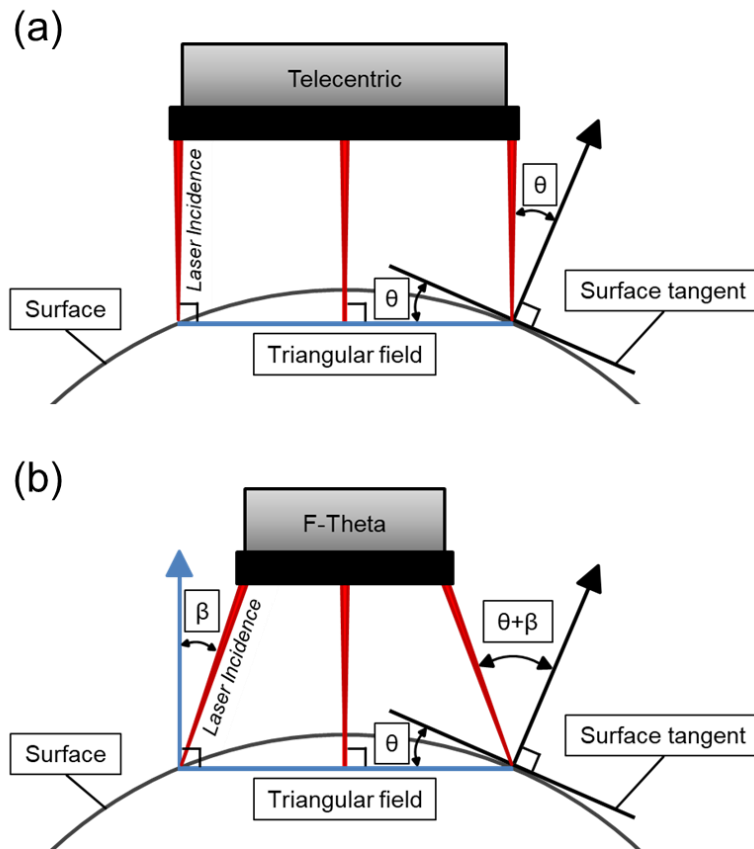 (a)
Telecentric
Laser Incidence
θ
θ
Surface
Surface tangent
Triangular field
(b)
F-Theta
β
Laser Incidence
θ+β
θ
Surface
Surface tangent
Triangular field